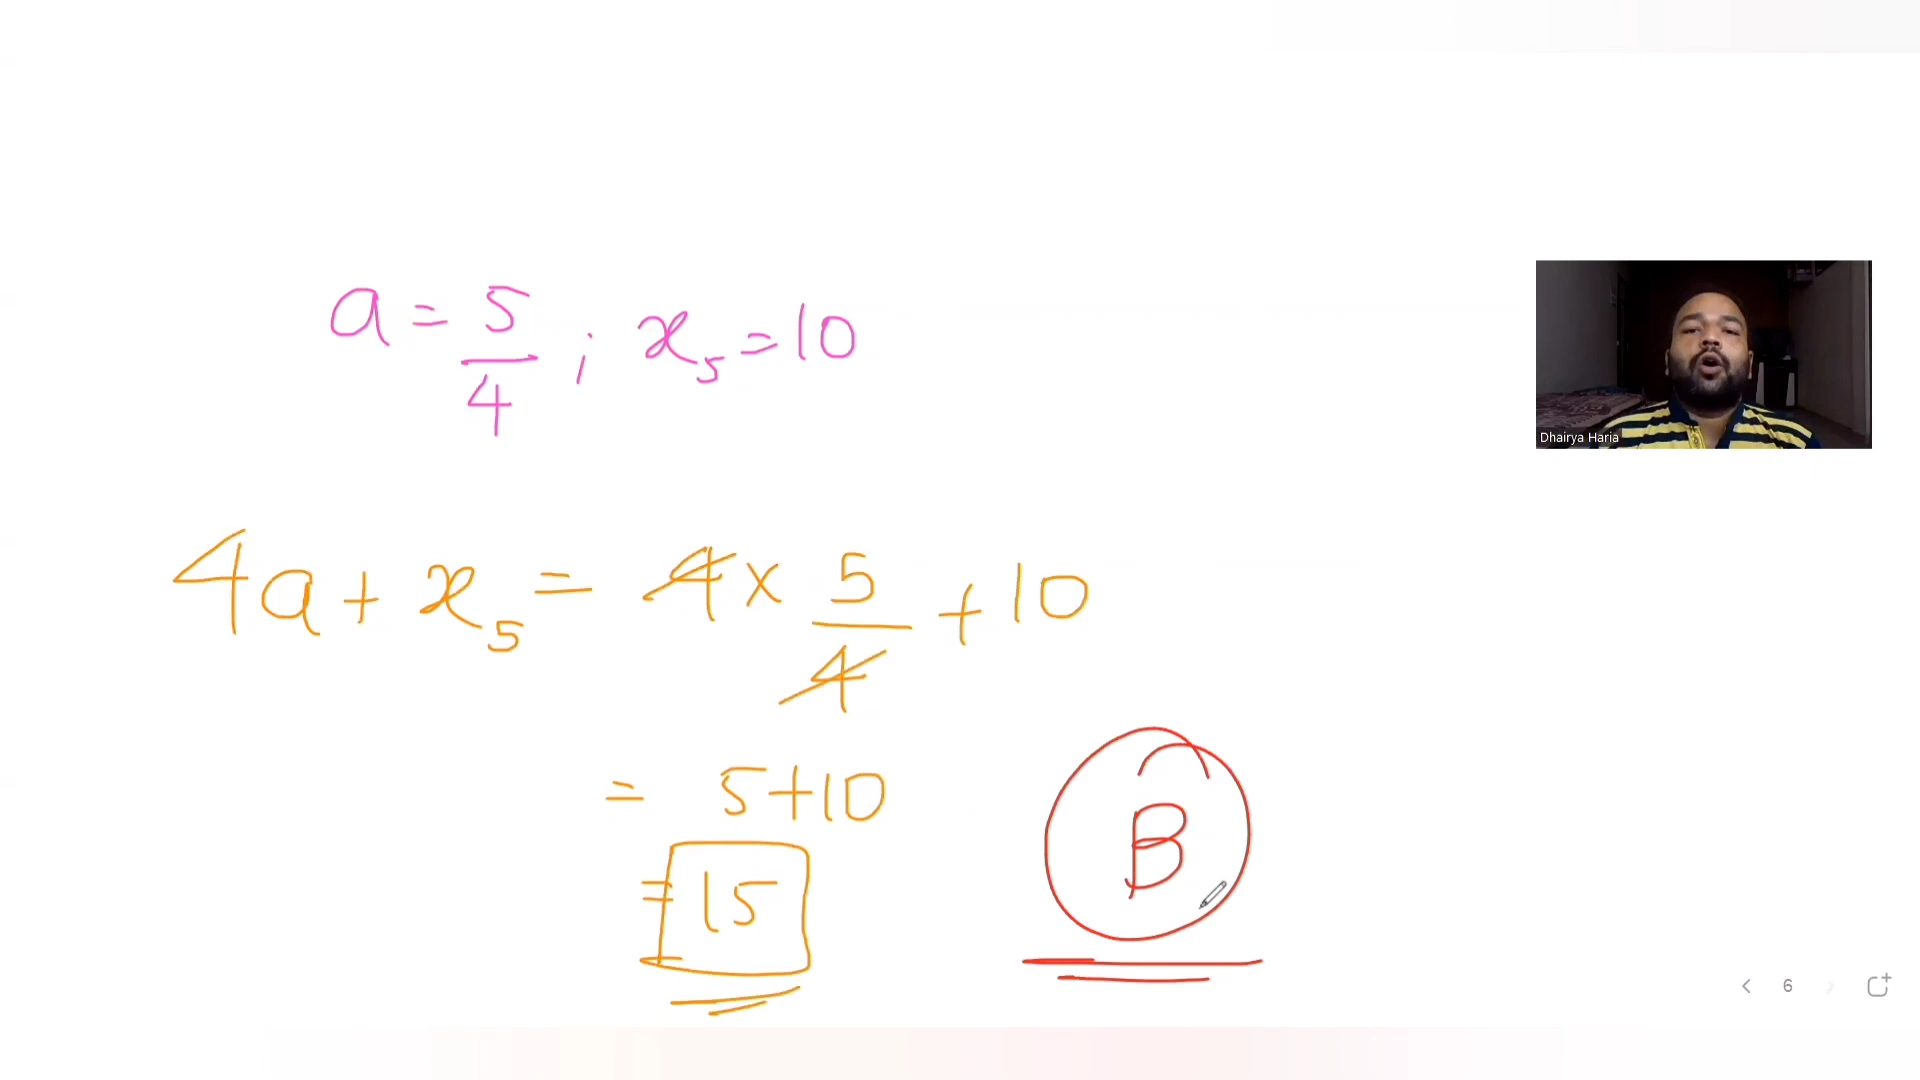 a = 5/4 ; x₅ = 10
Dhairya Haria
4a + x₅ = 4 × 5/4 + 10
= 5 + 10
= 15
B
6